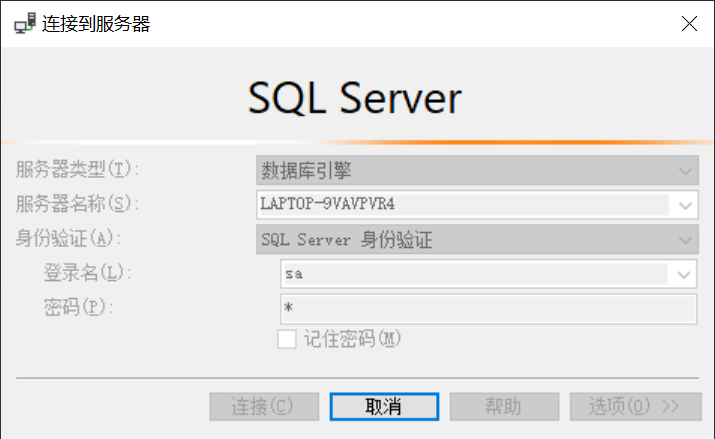 连接到服务器
SQL Server
服务器类型(T): 数据库引擎
服务器名称(S): LAPTOP-9VAVPVR4
身份验证(A): SQL Server 身份验证
登录名(L): sa
密码(P): *
记住密码(M)
连接(C) 取消 帮助 选项(O) >>